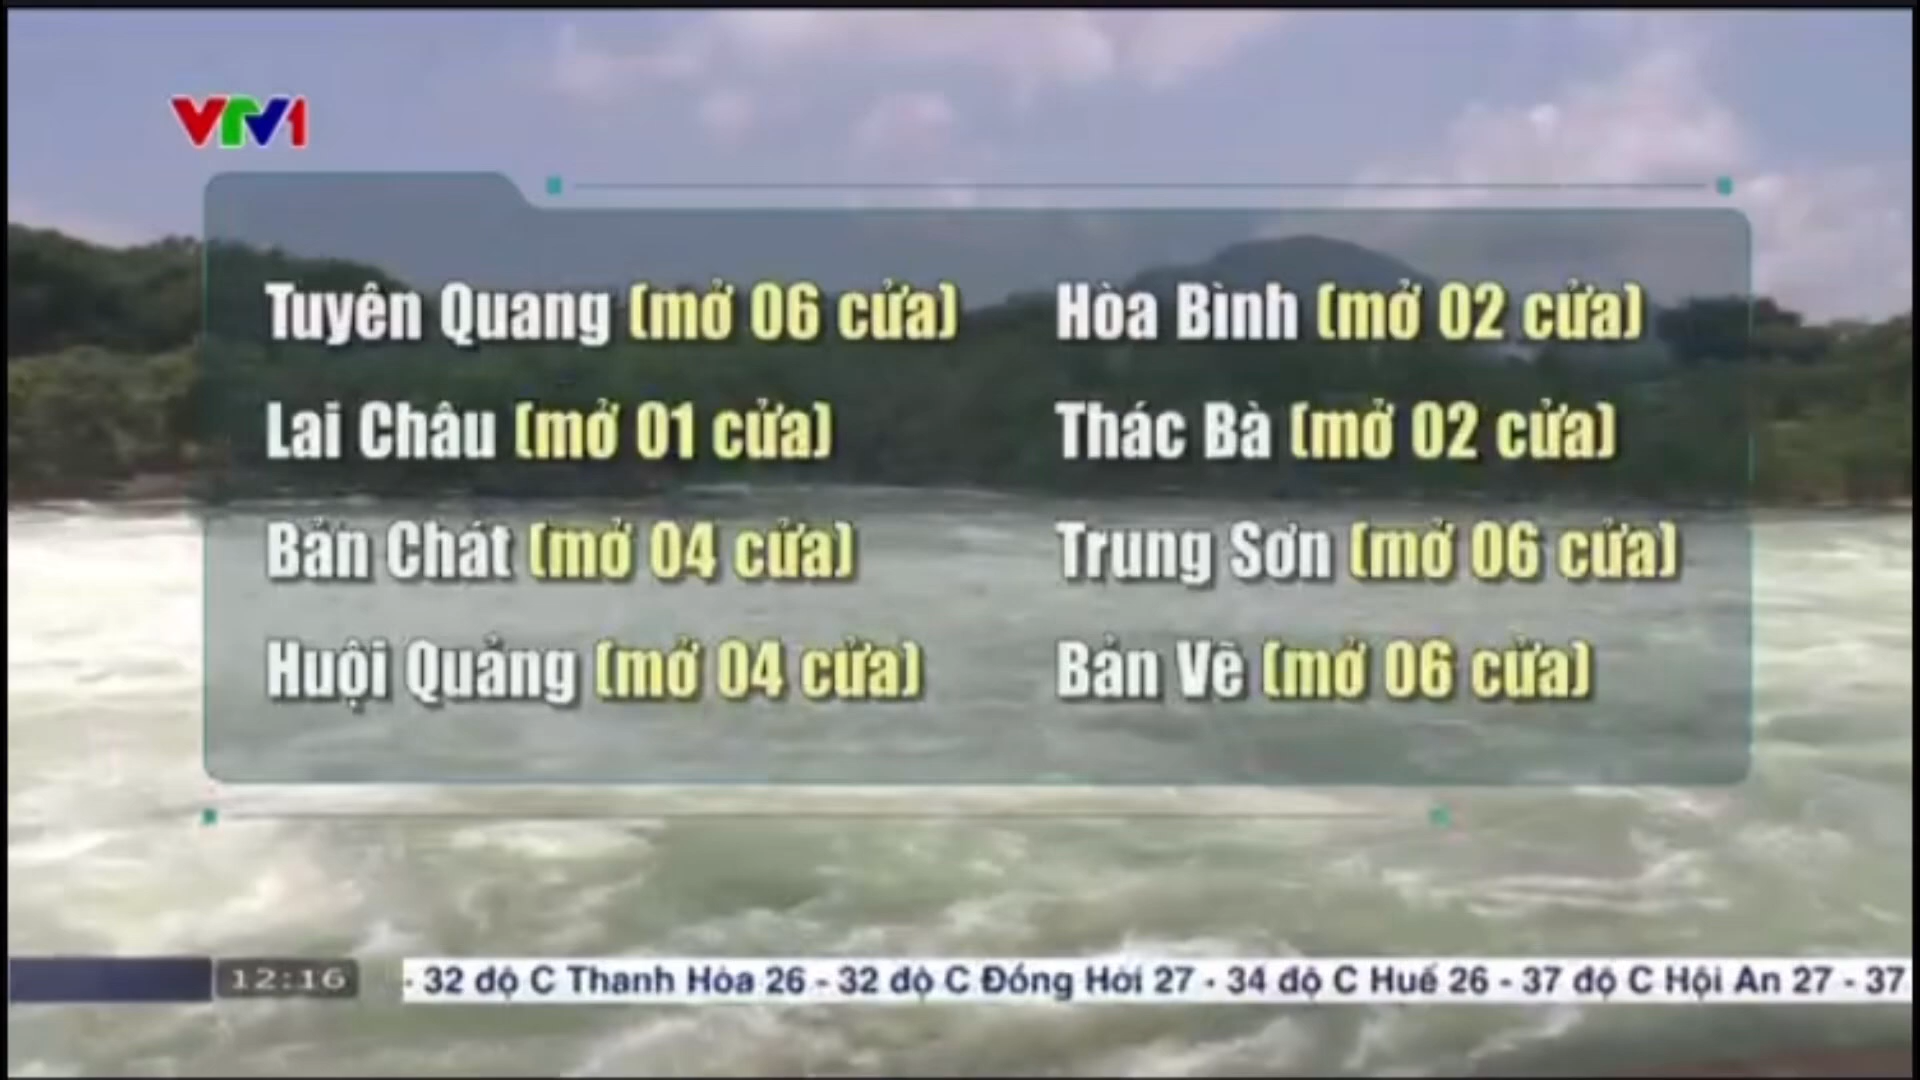 VTV1
Tuyên Quang (mở 06 cửa)
Lai Châu (mở 01 cửa)
Bản Chát (mở 04 cửa)
Huội Quảng (mở 04 cửa)
Hòa Bình (mở 02 cửa)
Thác Bà (mở 02 cửa)
Trung Sơn (mở 06 cửa)
Bản Vẽ (mở 06 cửa)
12:16
- 32 độ C Thanh Hóa 26 - 32 độ C Đồng Hới 27 - 34 độ C Huế 26 - 37 độ C Hội An 27 - 37